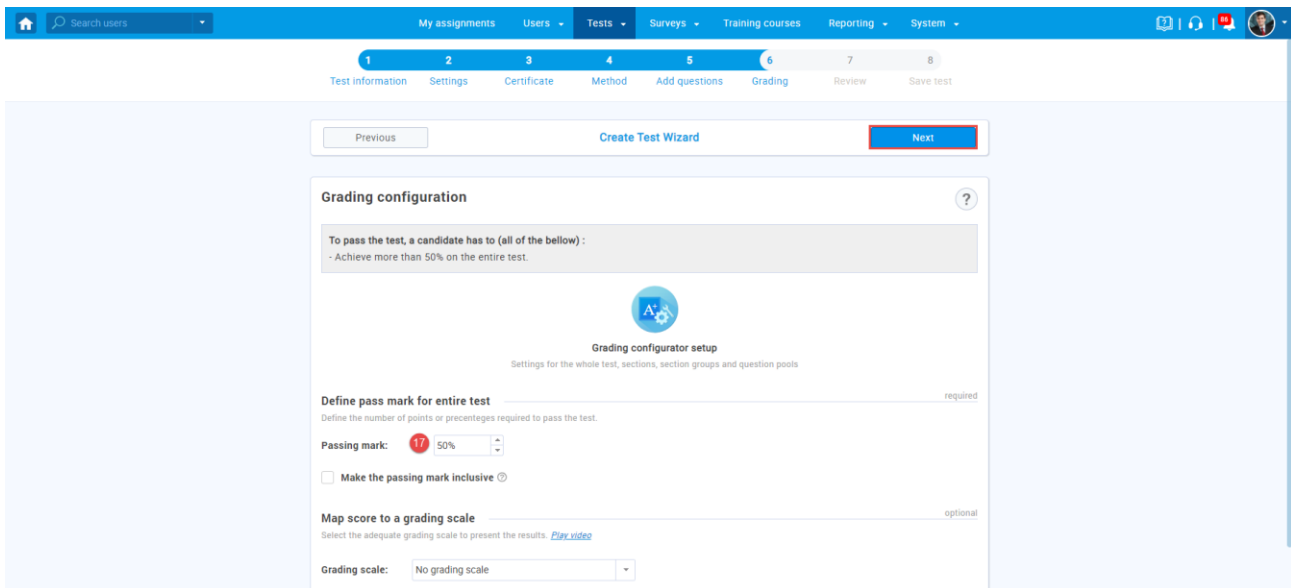 Search users
My assignments Users Tests Surveys Training courses Reporting System
86
1 2 3 4 5 6 7 8
Test information Settings Certificate Method Add questions Grading Review Save test
Previous Create Test Wizard Next
Grading configuration ?
To pass the test, a candidate has to (all of the bellow) :
- Achieve more than 50% on the entire test.
A+
Grading configurator setup
Settings for the whole test, sections, section groups and question pools
Define pass mark for entire test required
Define the number of points or precenteges required to pass the test.
Passing mark: 17 50%
Make the passing mark inclusive ?
Map score to a grading scale optional
Select the adequate grading scale to present the results. Play video
Grading scale: No grading scale